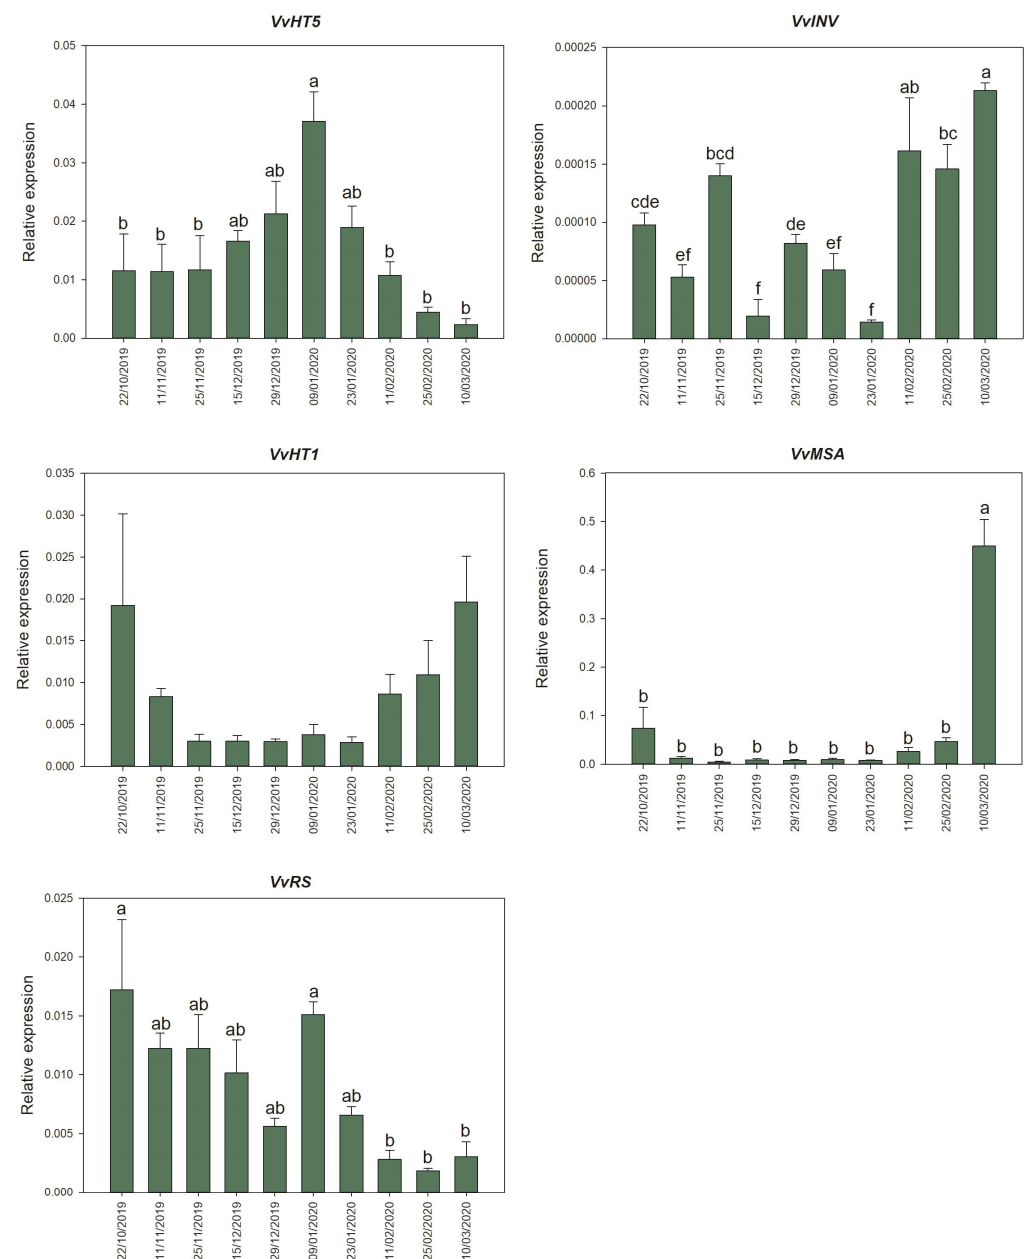 VvHT5
0.05
0.04
0.03
0.02
0.01
0.00
Relative expression
b
b
b
ab
ab
a
ab
b
b
b
22/10/2019
11/11/2019
25/11/2019
15/12/2019
29/12/2019
09/01/2020
23/01/2020
11/02/2020
25/02/2020
10/03/2020
VvINV
0.00025
0.00020
0.00015
0.00010
0.00005
0.00000
Relative expression
cde
ef
bcd
f
de
ef
f
ab
bc
a
22/10/2019
11/11/2019
25/11/2019
15/12/2019
29/12/2019
09/01/2020
23/01/2020
11/02/2020
25/02/2020
10/03/2020
VvHT1
0.035
0.030
0.025
0.020
0.015
0.010
0.005
0.000
Relative expression
22/10/2019
11/11/2019
25/11/2019
15/12/2019
29/12/2019
09/01/2020
23/01/2020
11/02/2020
25/02/2020
10/03/2020
VvMSA
0.6
0.5
0.4
0.3
0.2
0.1
0.0
Relative expression
b
b
b
b
b
b
b
b
b
a
22/10/2019
11/11/2019
25/11/2019
15/12/2019
29/12/2019
09/01/2020
23/01/2020
11/02/2020
25/02/2020
10/03/2020
VvRS
0.025
0.020
0.015
0.010
0.005
0.000
Relative expression
a
ab
ab
ab
ab
a
ab
b
b
b
22/10/2019
11/11/2019
25/11/2019
15/12/2019
29/12/2019
09/01/2020
23/01/2020
11/02/2020
25/02/2020
10/03/2020